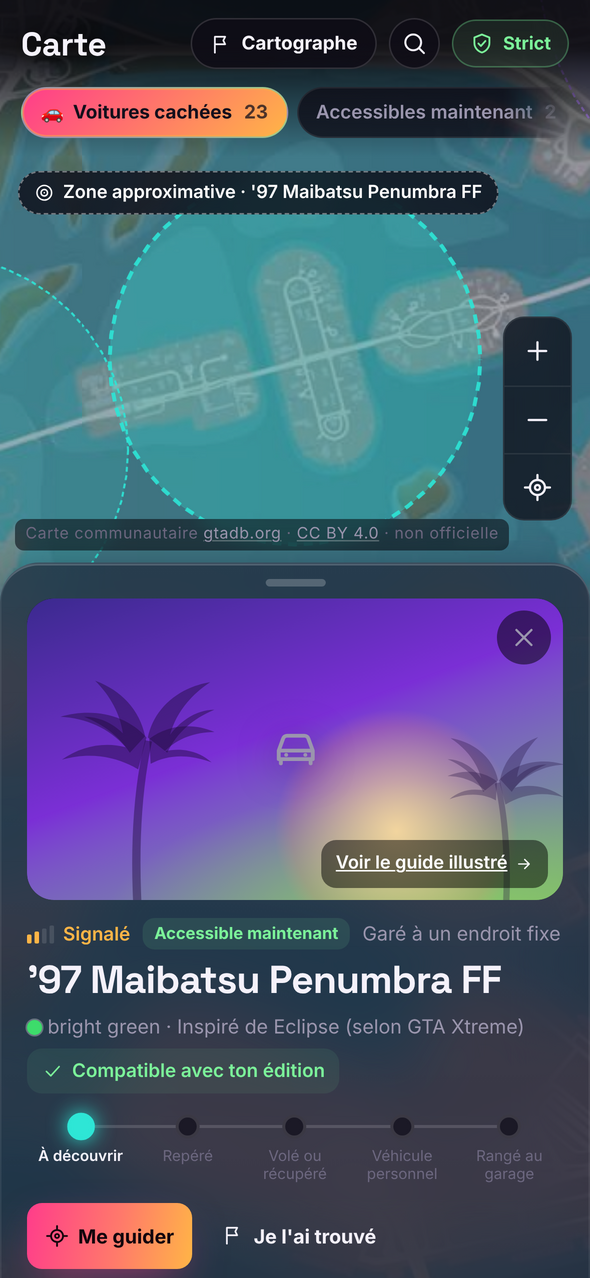 Carte
Cartographe
Strict
Voitures cachées 23
Accessibles maintenant 2
Zone approximative · '97 Maibatsu Penumbra FF
Carte communautaire gtadb.org · CC BY 4.0 · non officielle
Voir le guide illustré →
Signalé
Accessible maintenant
Garé à un endroit fixe
’97 Maibatsu Penumbra FF
bright green · Inspiré de Eclipse (selon GTA Xtreme)
Compatible avec ton édition
À découvrir
Repéré
Volé ou
récupéré
Véhicule
personnel
Rangé au
garage
Me guider
Je l'ai trouvé